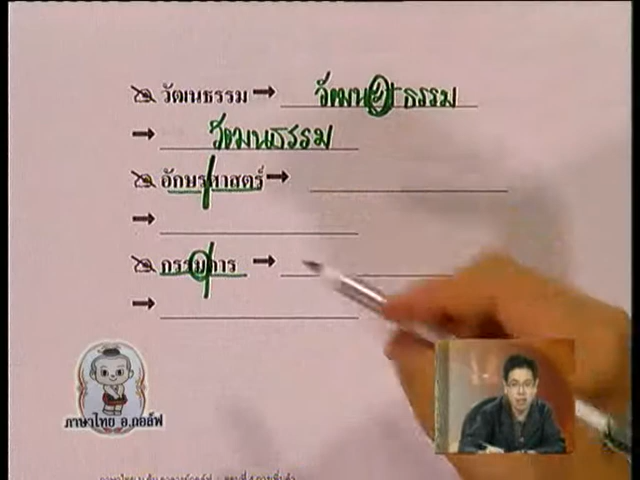 วัฒนธรรม → วัฒน ธรรม
→ วัฒนธรรม
อักษรศาสตร์ →
→
กรรมการ →
→
ภาษาไทย อ.กอล์ฟ